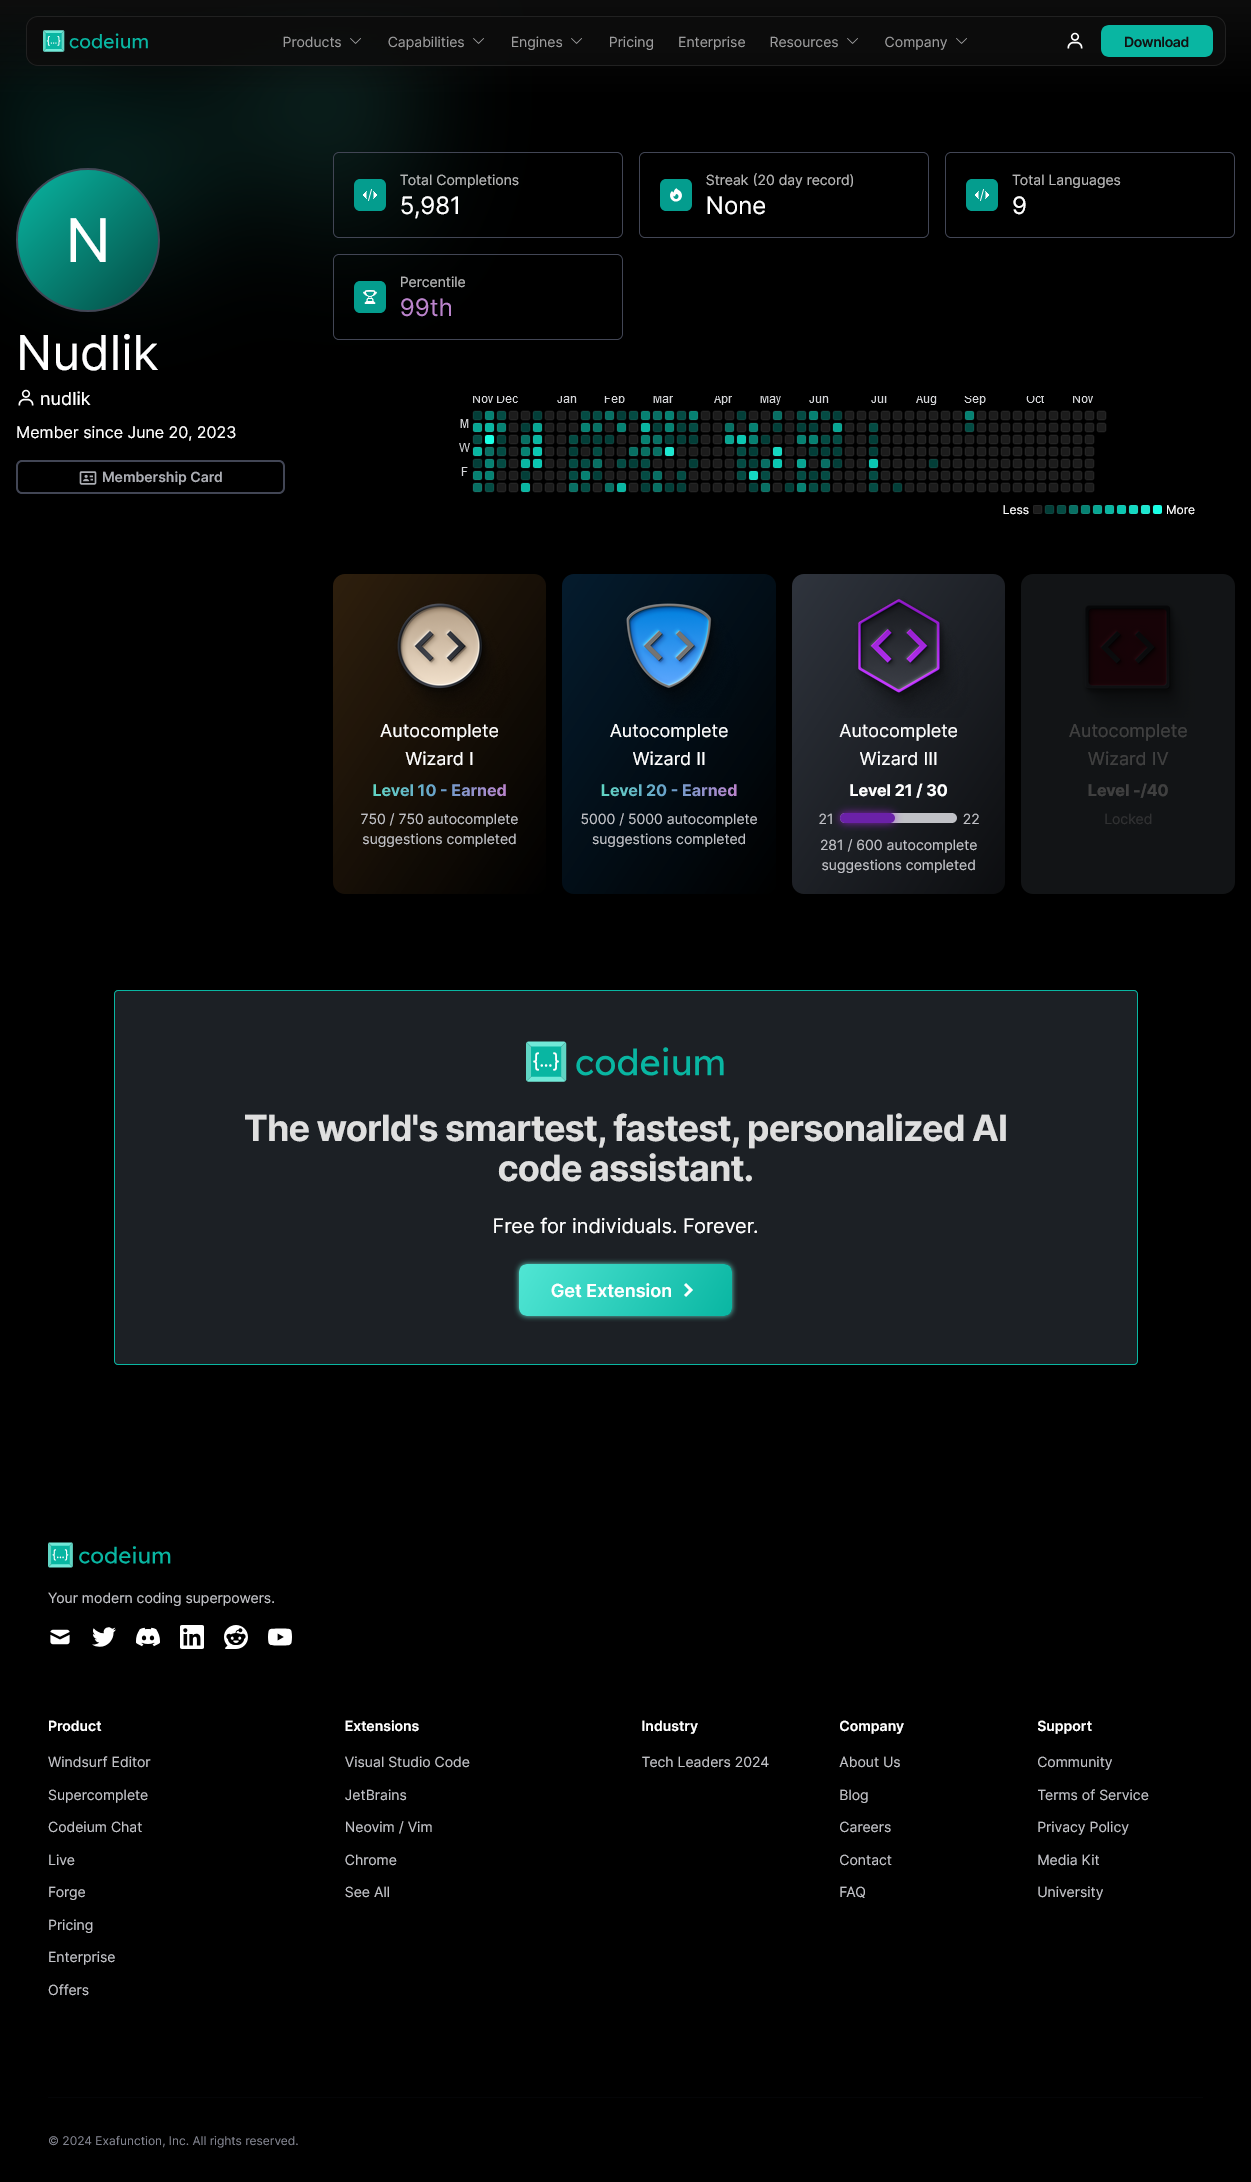 codeium
Products
Capabilities
Engines
Pricing
Enterprise
Resources
Company
Download
N
Nudlik
nudlik
Member since June 20, 2023
Membership Card
Total Completions
5,981
Streak (20 day record)
None
Total Languages
9
Percentile
99th
Nov Dec Jan Feb Mar Apr May Jun Jul Aug Sep Oct Nov
M
W
F
Less More
Autocomplete
Wizard I
Level 10 - Earned
750 / 750 autocomplete
suggestions completed
Autocomplete
Wizard II
Level 20 - Earned
5000 / 5000 autocomplete
suggestions completed
Autocomplete
Wizard III
Level 21 / 30
21 22
281 / 600 autocomplete
suggestions completed
Autocomplete
Wizard IV
Level -/40
Locked
{...} codeium
The world's smartest, fastest, personalized AI
code assistant.
Free for individuals. Forever.
Get Extension
codeium
Your modern coding superpowers.
Product
Windsurf Editor
Supercomplete
Codeium Chat
Live
Forge
Pricing
Enterprise
Offers
Extensions
Visual Studio Code
JetBrains
Neovim / Vim
Chrome
See All
Industry
Tech Leaders 2024
Company
About Us
Blog
Careers
Contact
FAQ
Support
Community
Terms of Service
Privacy Policy
Media Kit
University
© 2024 Exafunction, Inc. All rights reserved.